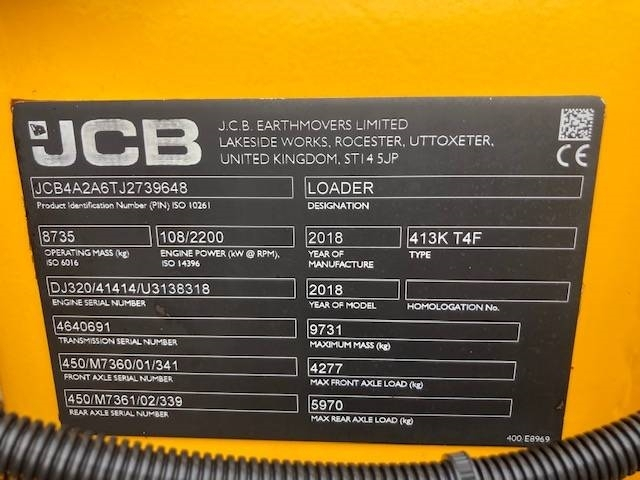 JCB
J.C.B. EARTHMOVERS LIMITED
LAKESIDE WORKS, ROCESTER, UTTOXETER,
UNITED KINGDOM, ST14 5JP
CE
JCB4A2A6TJ2739648
Product Identification Number (PIN) ISO 10261
LOADER
DESIGNATION
8735
OPERATING MASS (kg)
ISO 6016
108/2200
ENGINE POWER (kW @ RPM),
ISO 14396
2018
YEAR OF
MANUFACTURE
413K T4F
TYPE
DJ320/41414/U3138318
ENGINE SERIAL NUMBER
2018
YEAR OF MODEL
HOMOLOGATION No.
4640691
TRANSMISSION SERIAL NUMBER
9731
MAXIMUM MASS (kg)
450/M7360/01/341
FRONT AXLE SERIAL NUMBER
4277
MAX FRONT AXLE LOAD (kg)
450/M7361/02/339
REAR AXLE SERIAL NUMBER
5970
MAX REAR AXLE LOAD (kg)
400/E8969